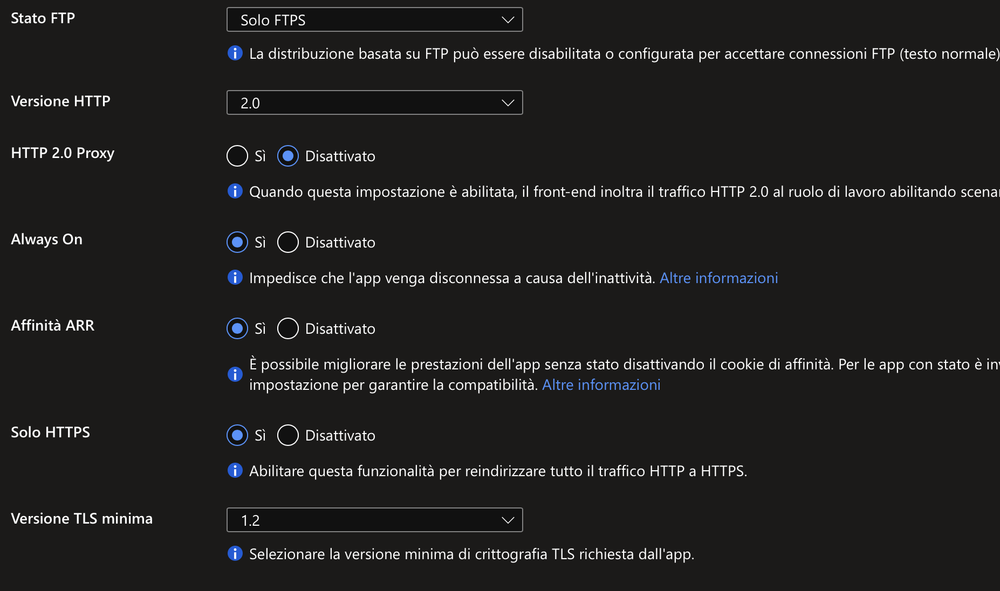 Stato FTP
Solo FTPS
La distribuzione basata su FTP può essere disabilitata o configurata per accettare connessioni FTP (testo normale)
Versione HTTP
2.0
HTTP 2.0 Proxy
Sì Disattivato
Quando questa impostazione è abilitata, il front-end inoltra il traffico HTTP 2.0 al ruolo di lavoro abilitando
Always On
Sì Disattivato
Impedisce che l'app venga disconnessa a causa dell'inattività. Altre informazioni
Affinità ARR
Sì Disattivato
È possibile migliorare le prestazioni dell'app senza stato disattivando il cookie di affinità. Per le app con stato è
impostazione per garantire la compatibilità. Altre informazioni
Solo HTTPS
Sì Disattivato
Abilitare questa funzionalità per reindirizzare tutto il traffico HTTP a HTTPS.
Versione TLS minima
1.2
Selezionare la versione minima di crittografia TLS richiesta dall'app.